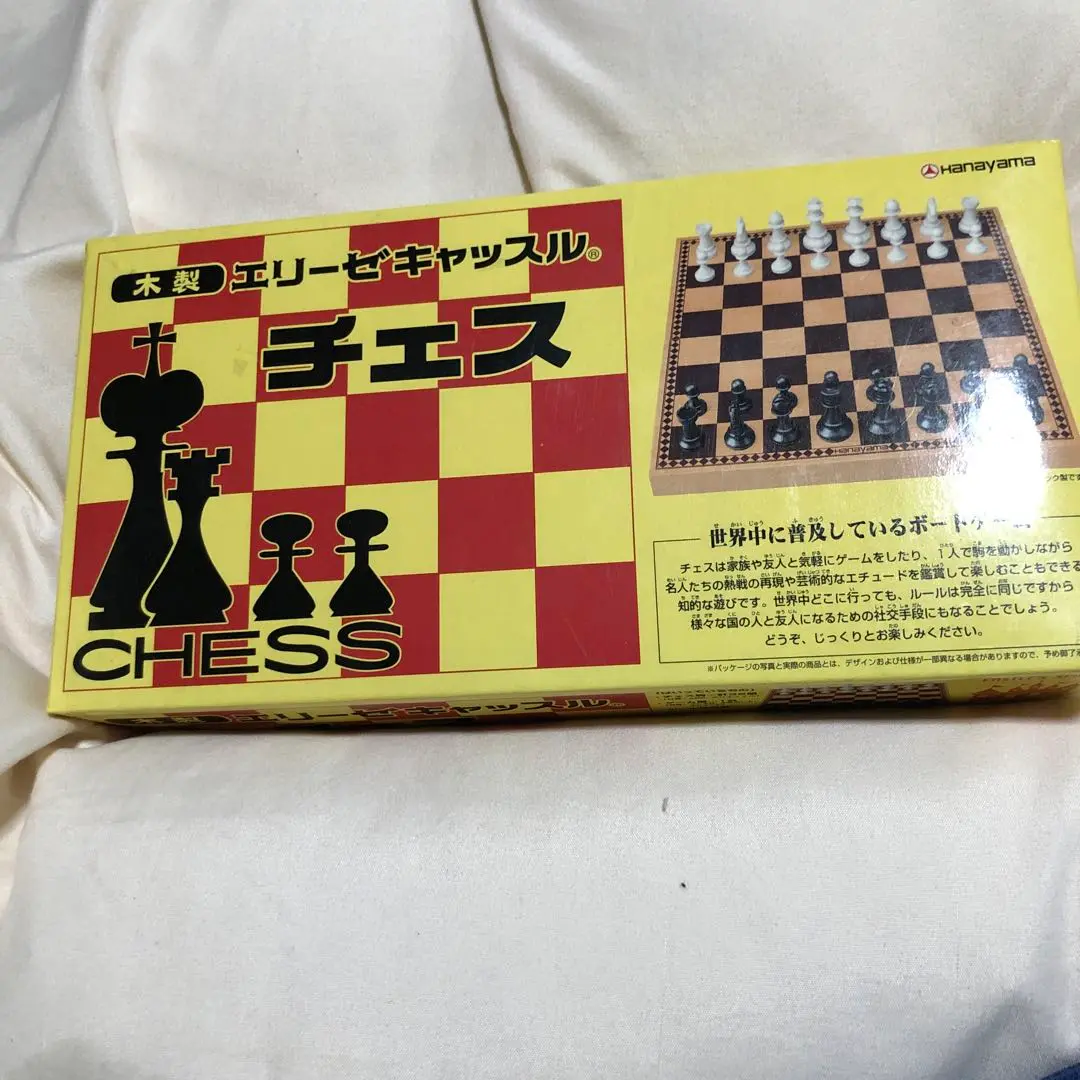 Hanayama
木製 エリーゼキャッスル®
チェス
CHESS
Hanayama
ック製です
世界中に普及しているボードゲーム
チェスは家族や友人と気軽にゲームをしたり、1人で駒を動かしながら
名人たちの熱戦の再現や芸術的なエチュードを鑑賞して楽しむこともできる
知的な遊びです。世界中どこに行っても、ルールは完全に同じですから
様々な国の人と友人になるための社交手段にもなることでしょう。
どうぞ、じっくりとお楽しみください。
※パッケージの写真と実際の商品とは、デザインおよび仕様が一部異なる場合がありますので、予め御了承
木製 エリーゼキャッスル®